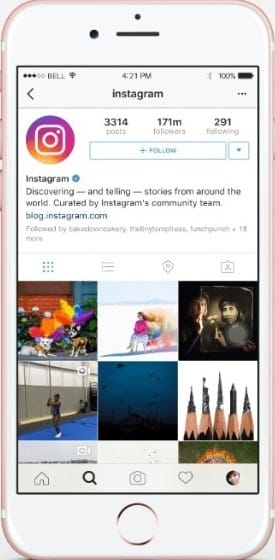 BELL 4:21 PM 100%
instagram
3314 171m 291
posts followers following
+ FOLLOW
Instagram
Discovering — and telling — stories from around the
world. Curated by Instagram's community team.
blog.instagram.com
Followed by bakedowncakery, thetinytemptress, funchpunch + 18
more